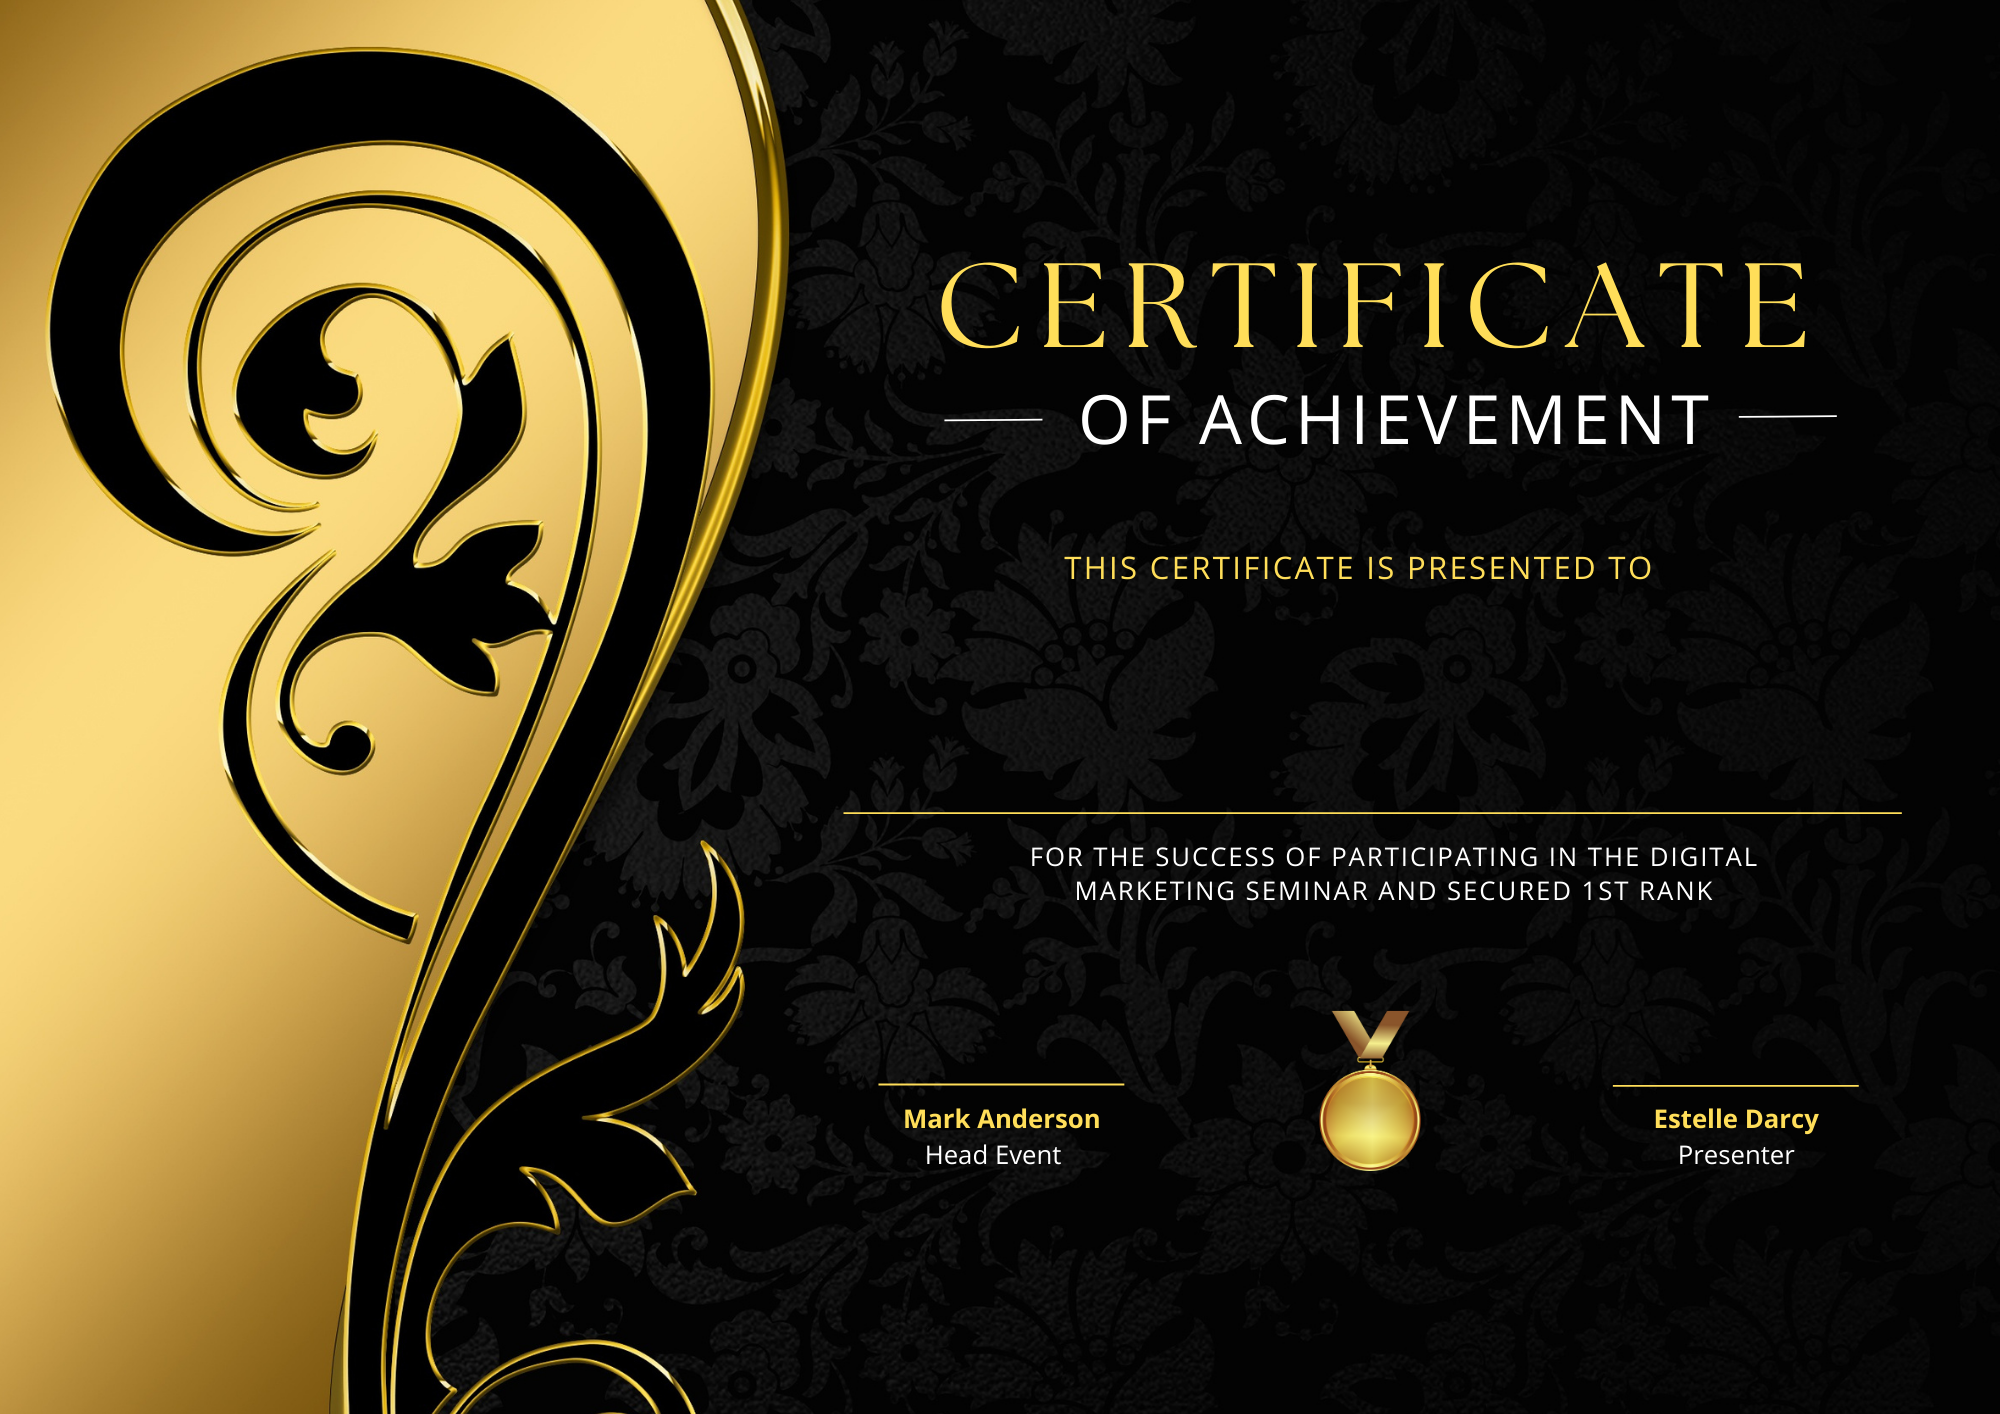 CERTIFICATE
OF ACHIEVEMENT
THIS CERTIFICATE IS PRESENTED TO
FOR THE SUCCESS OF PARTICIPATING IN THE DIGITAL
MARKETING SEMINAR AND SECURED 1ST RANK
Mark Anderson
Head Event
Estelle Darcy
Presenter